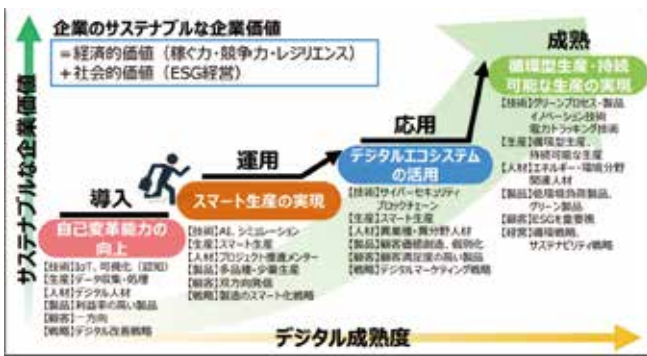 企業のサステナブルな企業価値
＝経済的価値（稼ぐ力・競争力・レジリエンス）
＋社会的価値（ESG経営）
サステナブルな企業価値
導入
自己変革能力の
向上
【技術】IoT、可視化（認知）
【生産】データ収集・処理
【人材】デジタル人材
【製品】利益率の高い製品
【顧客】一方向
【戦略】デジタル改善戦略
運用
スマート生産の実現
【技術】AI、シミュレーション
【生産】スマート生産
【人材】プロジェクト推進メンター
【製品】多品種・少量生産
【顧客】双方向発信
【戦略】製造のスマート化戦略
応用
デジタルエコシステム
の活用
【技術】サイバーセキュリティ
ブロックチェーン
【生産】スマート生産
【人材】異業種・異分野人材
【製品】顧客価値創造、個別化
【顧客】顧客満足度の高い製品
【戦略】デジタルマーケティング戦略
成熟
循環型生産・持続
可能な生産の実現
【技術】グリーンプロセス・製品
イノベーション技術
電力トラッキング技術
【生産】循環型生産、
持続可能な生産
【人材】エネルギー・環境分野
関連人材
【製品】低環境負荷製品、
グリーン製品
【顧客】ESGを重要視
【経営】循環戦略、
サステナビリティ戦略
デジタル成熟度